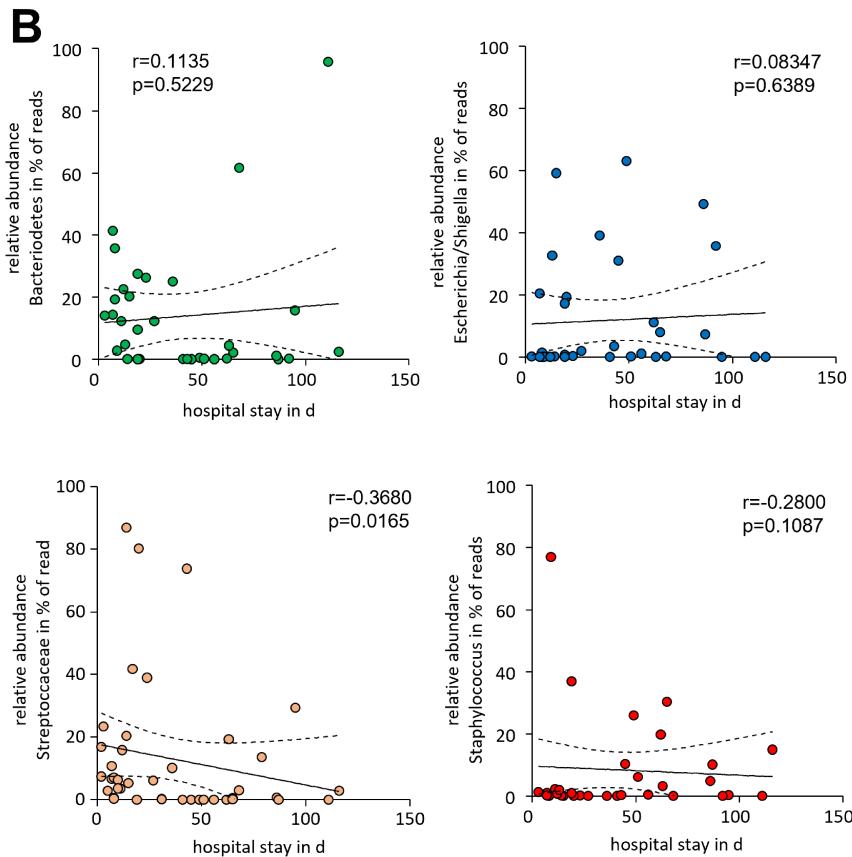 B
r=0.1135
p=0.5229
relative abundance
Bacteriodetes in % of reads
100
80
60
40
20
0
0 50 100 150
hospital stay in d
r=0.08347
p=0.6389
relative abundance
Escherichia/Shigella in % of reads
100
80
60
40
20
0
0 50 100 150
hospital stay in d
r=-0.3680
p=0.0165
relative abundance
Streptoccaceae in % of read
100
80
60
40
20
0
0 50 100 150
hospital stay in d
r=-0.2800
p=0.1087
relative abundance
Staphylococcus in % of reads
100
80
60
40
20
0
0 50 100 150
hospital stay in d